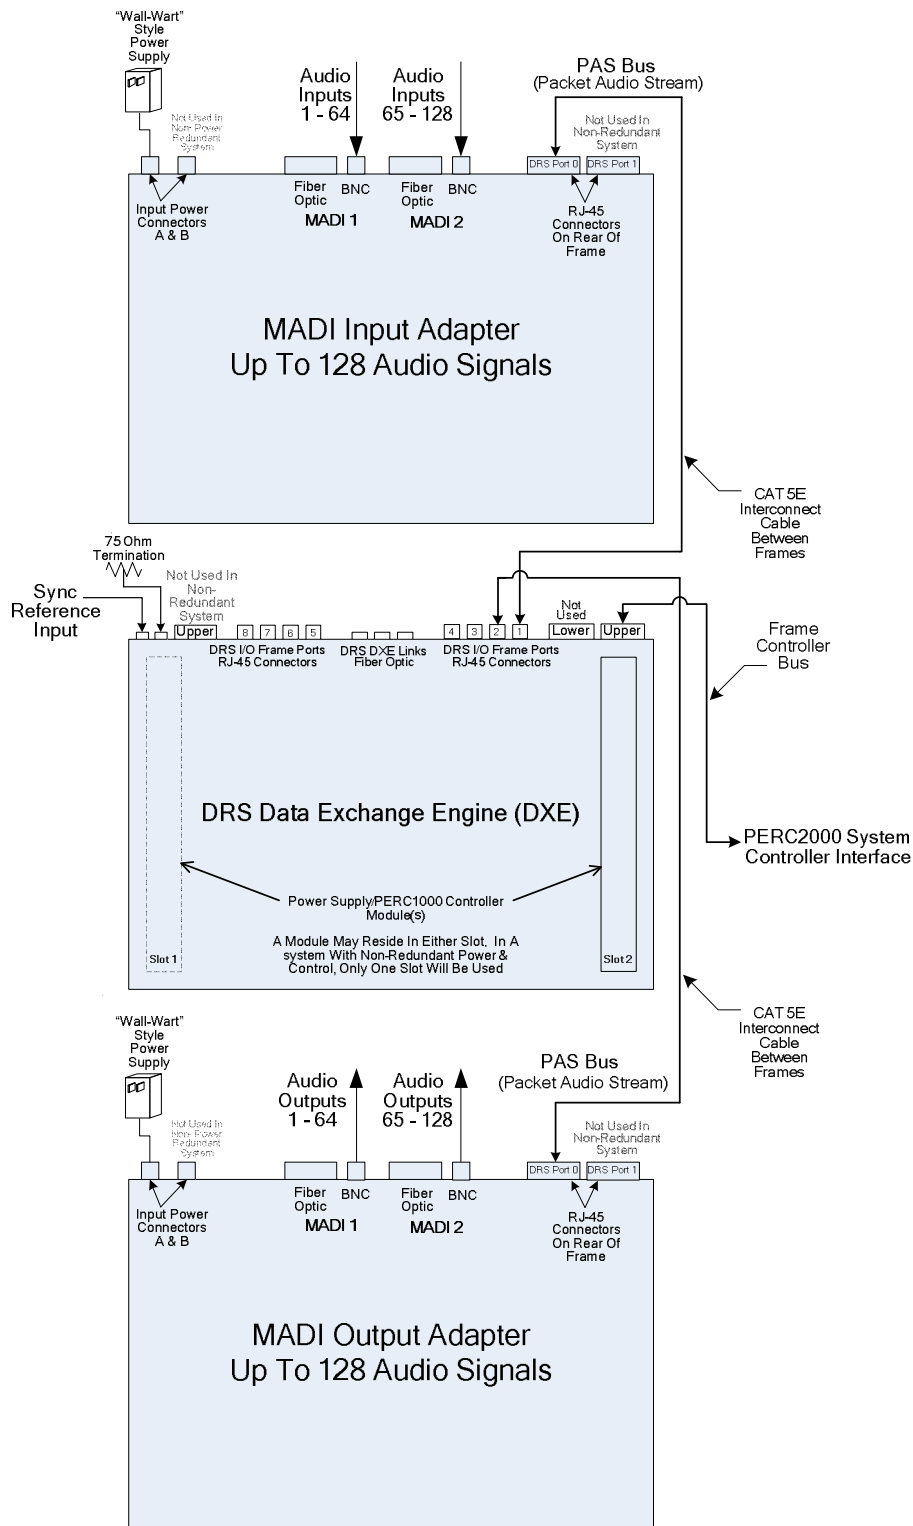 "Wall-Wart"
Style
Power
Supply
Not Used In
Non-Power
Redundant
System
Audio
Inputs
1 - 64
Audio
Inputs
65 - 128
PAS Bus
(Packet Audio Stream)
Not Used In
Non-Redundant
System
DRS Port 0
DRS Port 1
Input Power
Connectors
A & B
Fiber
Optic
BNC
MADI 1
Fiber
Optic
BNC
MADI 2
RJ-45
Connectors
On Rear Of
Frame
MADI Input Adapter
Up To 128 Audio Signals
CAT 5E
Interconnect
Cable
Between
Frames
75 Ohm
Termination
Sync
Reference
Input
Not Used In
Non-
Redundant
System
Upper
8 7 6 5
DRS I/O Frame Ports
RJ-45 Connectors
DRS DXE Links
Fiber Optic
4 3 2 1
DRS I/O Frame Ports
RJ-45 Connectors
Not
Used
Lower
Upper
Frame
Controller
Bus
DRS Data Exchange Engine (DXE)
PERC2000 System
Controller Interface
Power Supply/PERC1000 Controller
Module(s)
A Module May Reside In Either Slot, In A
system With Non-Redundant Power &
Control, Only One Slot Will Be Used
Slot 1
Slot 2
CAT 5E
Interconnect
Cable
Between
Frames
"Wall-Wart"
Style
Power
Supply
Not Used In
Non-Power
Redundant
System
Audio
Outputs
1 - 64
Audio
Outputs
65 - 128
PAS Bus
(Packet Audio Stream)
Not Used In
Non-Redundant
System
DRS Port 0
DRS Port 1
Input Power
Connectors
A & B
Fiber
Optic
BNC
MADI 1
Fiber
Optic
BNC
MADI 2
RJ-45
Connectors
On Rear Of
Frame
MADI Output Adapter
Up To 128 Audio Signals